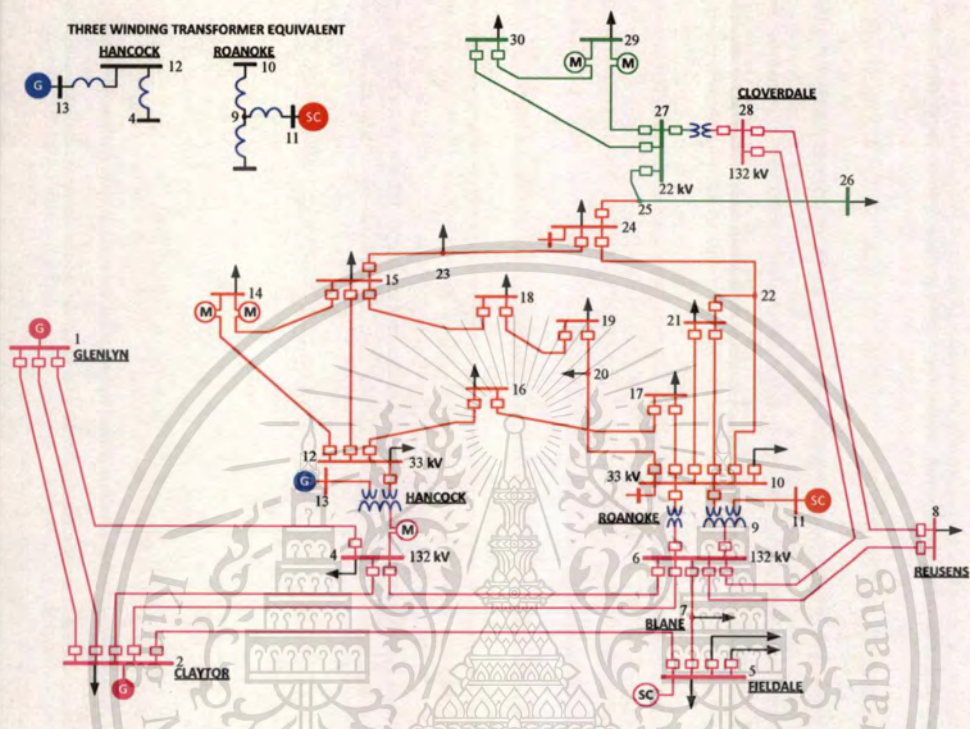 THREE WINDING TRANSFORMER EQUIVALENT
HANCOCK
ROANOKE
12
10
G
13
4
9
SC
11
30
29
M
M
CLOVERDALE
27
28
132 kV
22 kV
26
25
24
23
15
14
M
M
18
19
22
21
G
1
GLENLYN
20
16
17
12
33 kV
G
13
HANCOCK
33 kV
10
ROANOKE
9
SC
11
M
4
132 kV
6
132 kV
8
REUSENS
7
BLANE
2
CLAYTOR
G
5
FIELDALE
SC
King M
rabang